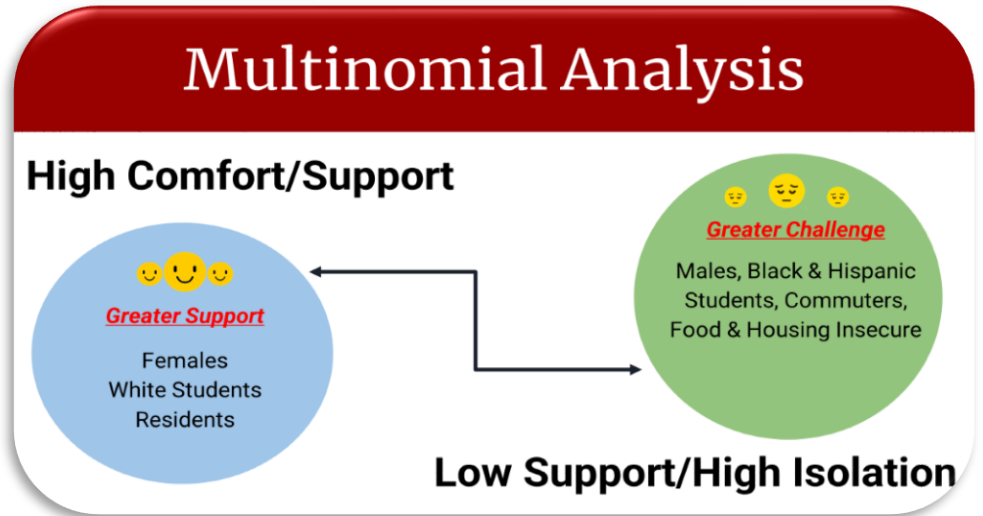 Multinomial Analysis
High Comfort/Support
Greater Support
Females
White Students
Residents
Greater Challenge
Males, Black & Hispanic
Students, Commuters,
Food & Housing Insecure
Low Support/High Isolation